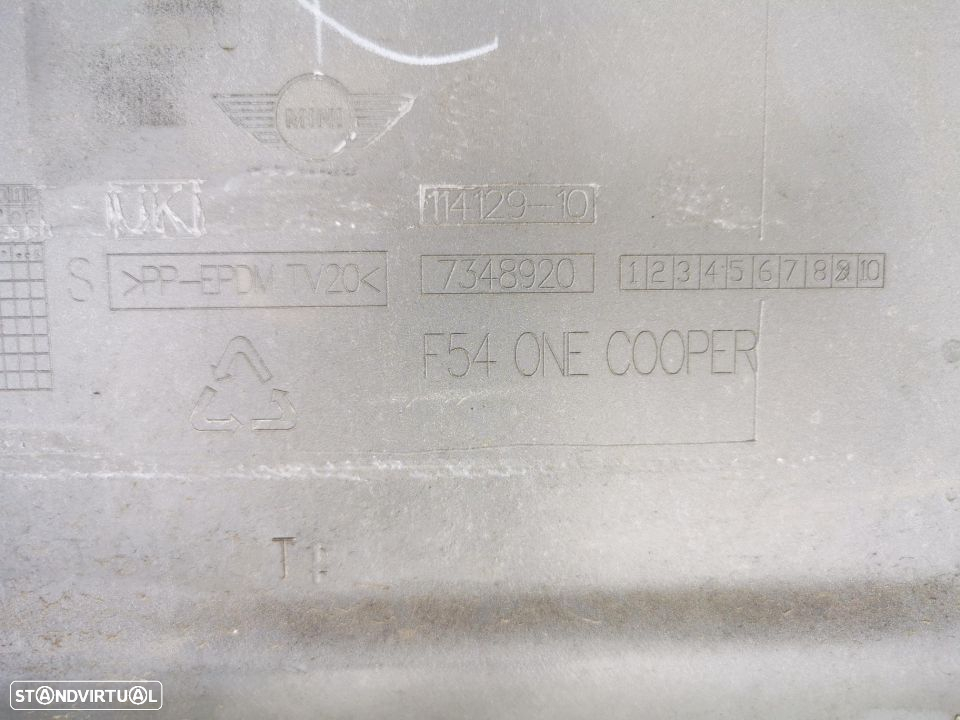 MINI
UK
114129-10
S >PP-EPDM TV20< 7348920 1 2 3 4 5 6 7 8 9 10
F54 ONE COOPER
T
STANDVIRTUAL